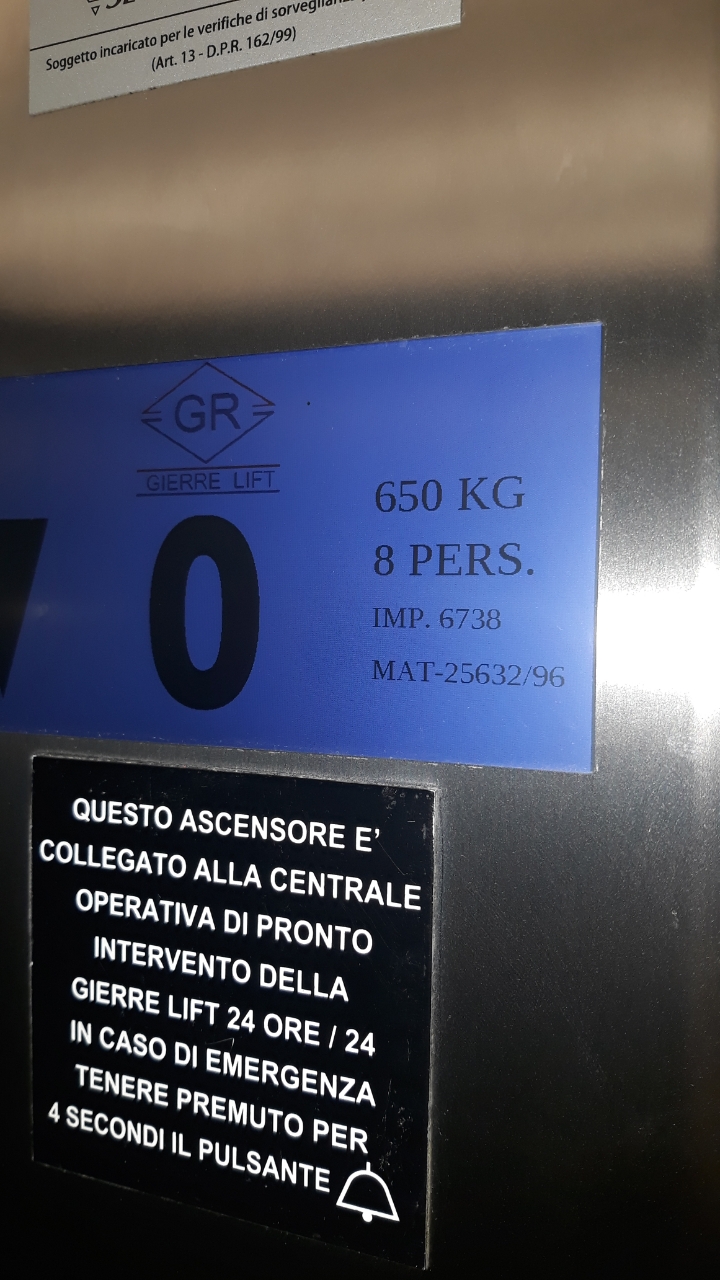 Soggetto incaricato per le verifiche di sorveglianza
(Art. 13 - D.P.R. 162/99)
GR
GIERRE LIFT
0
650 KG
8 PERS.
IMP. 6738
MAT-25632/96
QUESTO ASCENSORE E’
COLLEGATO ALLA CENTRALE
OPERATIVA DI PRONTO
INTERVENTO DELLA
GIERRE LIFT 24 ORE / 24
IN CASO DI EMERGENZA
TENERE PREMUTO PER
4 SECONDI IL PULSANTE